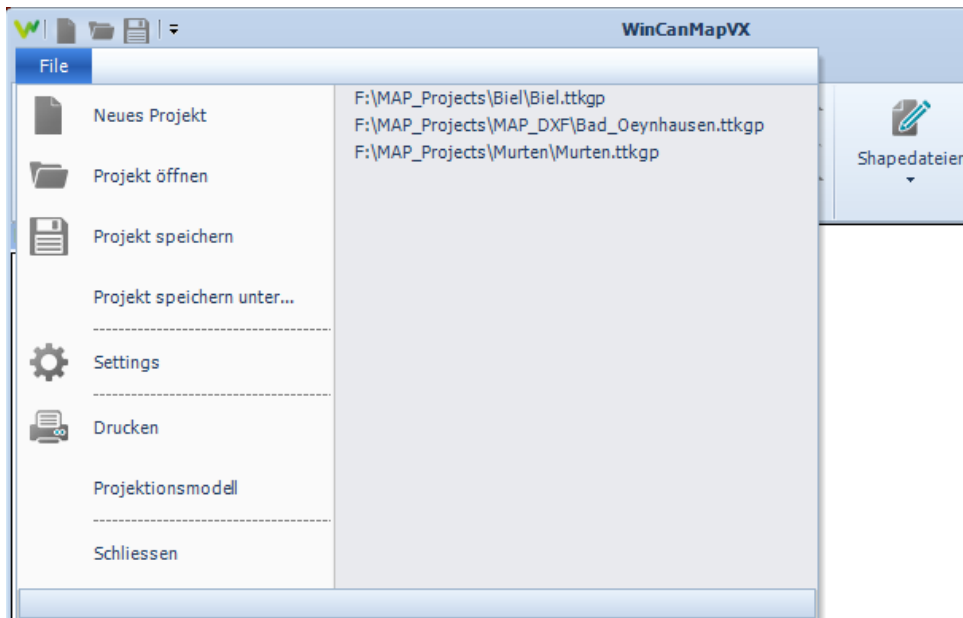 WinCanMapVX
File
Neues Projekt
Projekt öffnen
Projekt speichern
Projekt speichern unter...
Settings
Drucken
Projektionsmodell
Schliessen
F:\MAP_Projects\Biel\Biel.ttkgp
F:\MAP_Projects\MAP_DXF\Bad_Oeynhausen.ttkgp
F:\MAP_Projects\Murten\Murten.ttkgp
Shapedateien